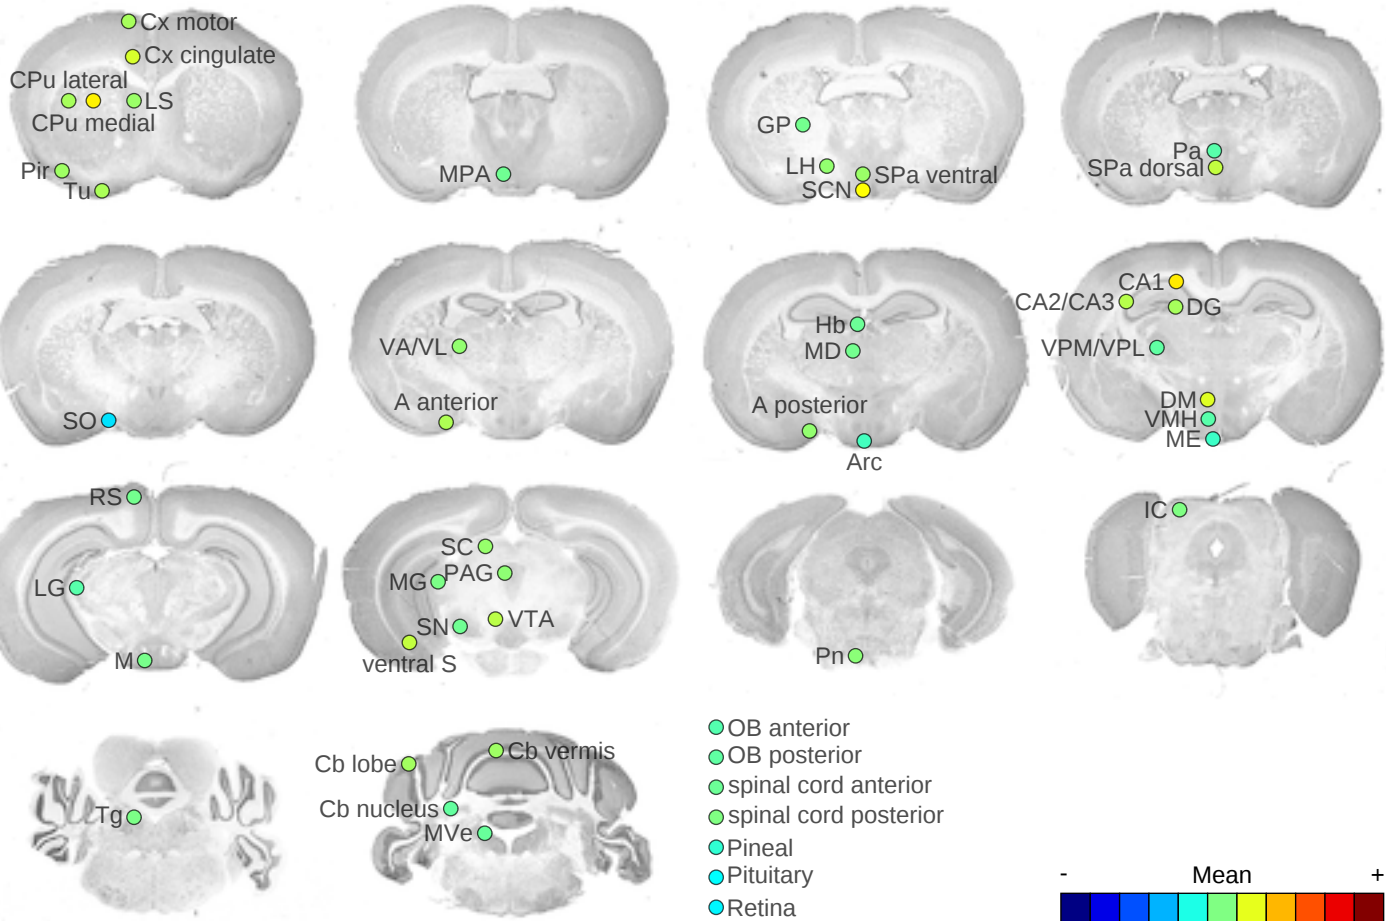 Cx motor
Cx cingulate
CPu lateral
LS
CPu medial
Pir
Tu
MPA
GP
LH
SPa ventral
SCN
Pa
SPa dorsal
SO
VA/VL
A anterior
Hb
MD
A posterior
Arc
CA1
CA2/CA3
DG
VPM/VPL
DM
VMH
ME
RS
LG
M
SC
MG
PAG
SN
VTA
ventral S
Pn
IC
Tg
Cb lobe
Cb vermis
Cb nucleus
MVe
OB anterior
OB posterior
spinal cord anterior
spinal cord posterior
Pineal
Pituitary
Retina
- Mean +